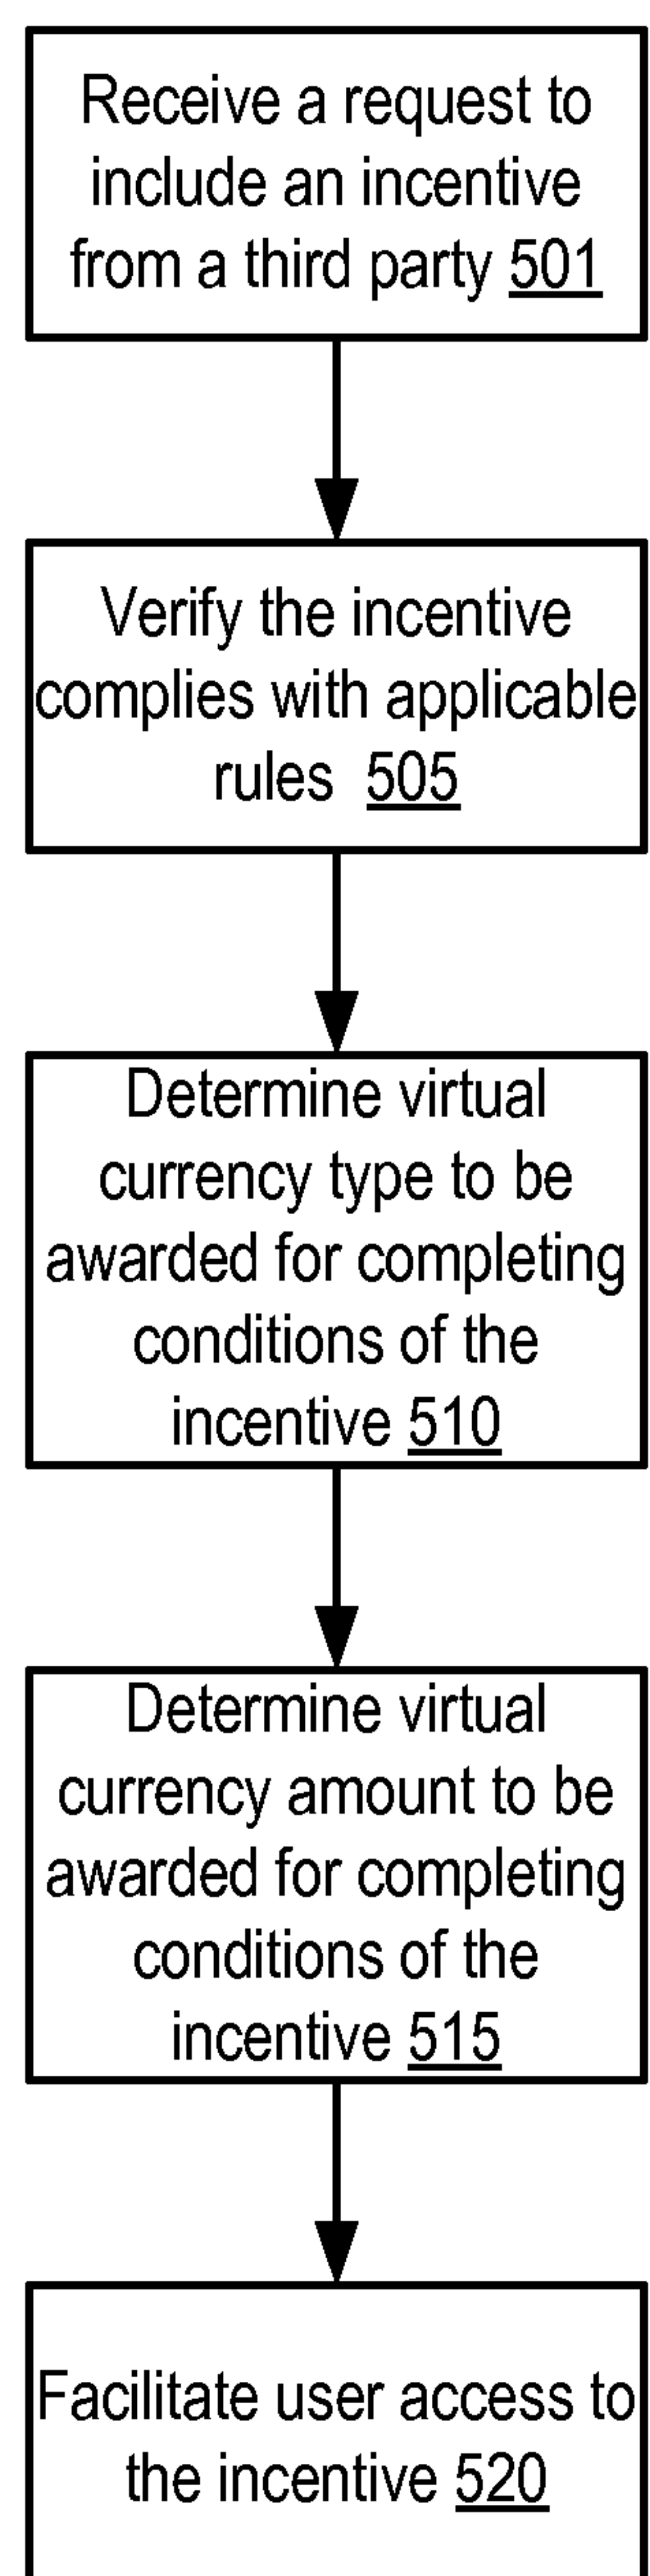 Receive a request to
include an incentive
from a third party 501
Verify the incentive
complies with applicable
rules 505
Determine virtual
currency type to be
awarded for completing
conditions of the
incentive 510
Determine virtual
currency amount to be
awarded for completing
conditions of the
incentive 515
Facilitate user access to
the incentive 520